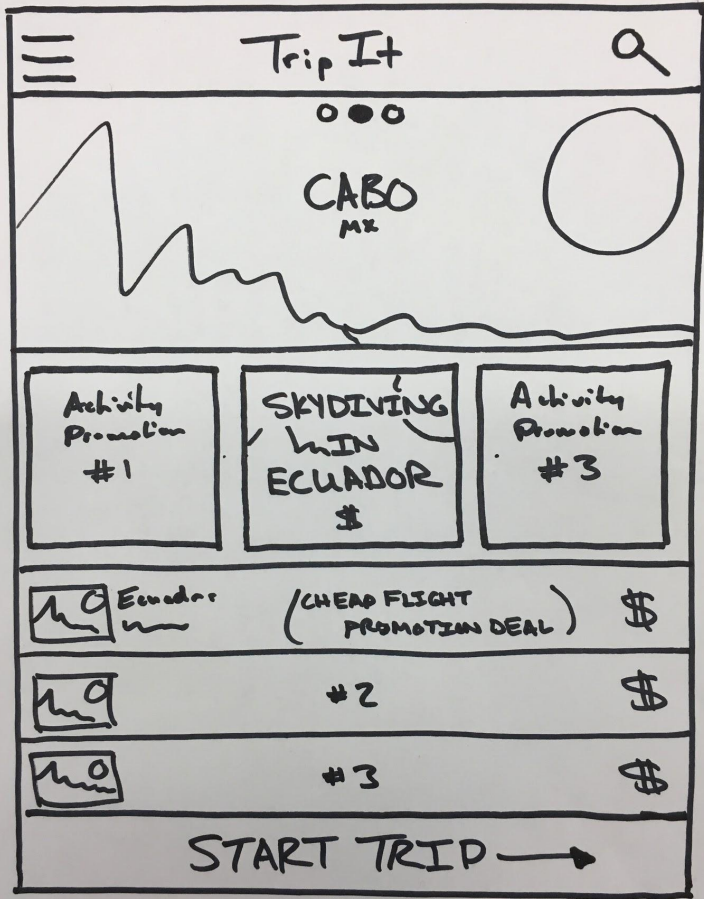 Trip It
CABO
MX
Activity
Promotion
#1
SKYDIVING
IN
ECUADOR
$
Activity
Promotion
#3
Ecuador
(CHEAP FLIGHT
PROMOTION DEAL)
$
#2
$
#3
$
START TRIP